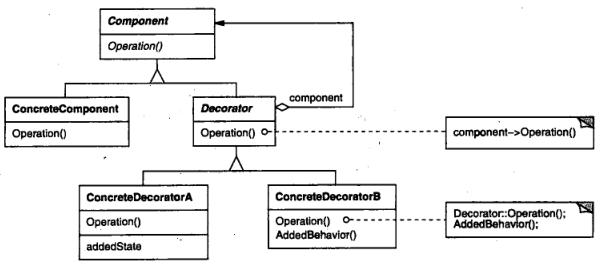 Component
Operation()
component
ConcreteComponent
Operation()
Decorator
Operation()
component->Operation()
ConcreteDecoratorA
Operation()
addedState
ConcreteDecoratorB
Operation()
AddedBehavior()
Decorator::Operation();
AddedBehavior();